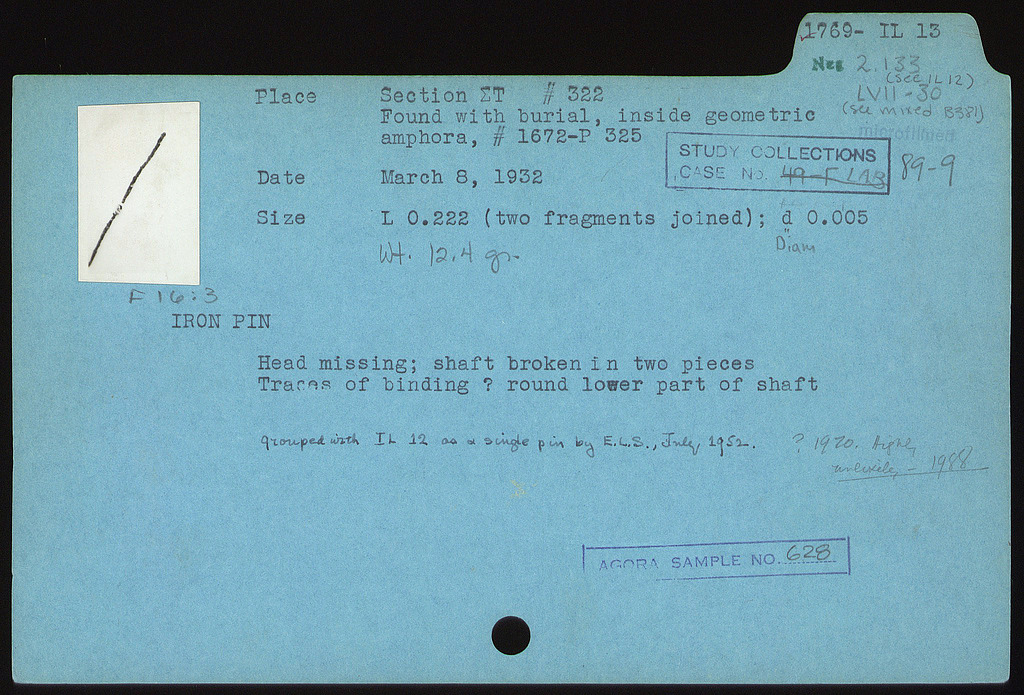 1769- IL 13
Neg 2.133
(see IL 12)
LVII-30
(see mixed B381)
microfilmed
Place Section ΣT # 322
Found with burial, inside geometric
amphora, # 1672-P 325
STUDY COLLECTIONS
CASE No. 49-F LAB 89-9
Date March 8, 1932
Size L 0.222 (two fragments joined); d 0.005
Diam
Wt. 12.4 gr.
F 16:3
IRON PIN
Head missing; shaft broken in two pieces
Traces of binding ? round lower part of shaft
grouped with IL 12 as a single pin by E.L.S., July, 1952. ? 1970. Highly
unlikely, - 1988
AGORA SAMPLE NO. 628